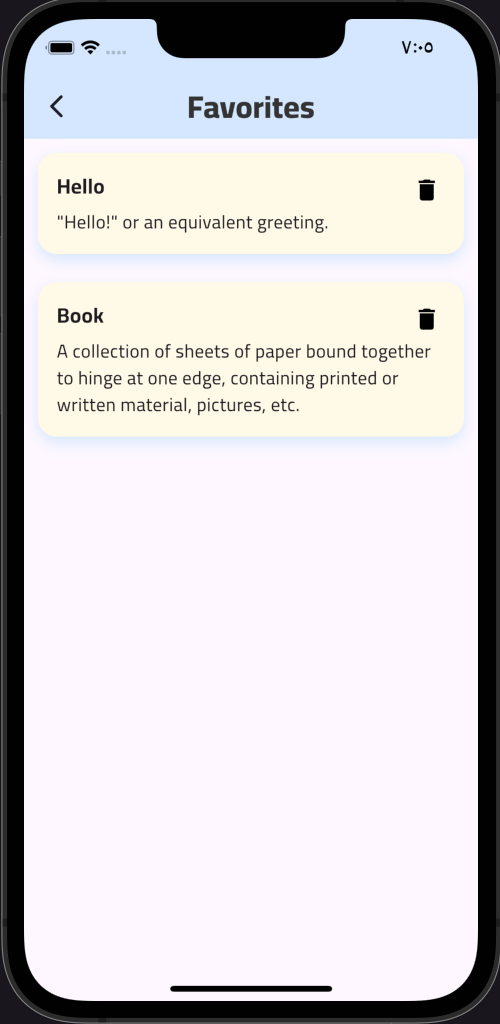 ٧:٠٥
Favorites
Hello
"Hello!" or an equivalent greeting.
Book
A collection of sheets of paper bound together
to hinge at one edge, containing printed or
written material, pictures, etc.